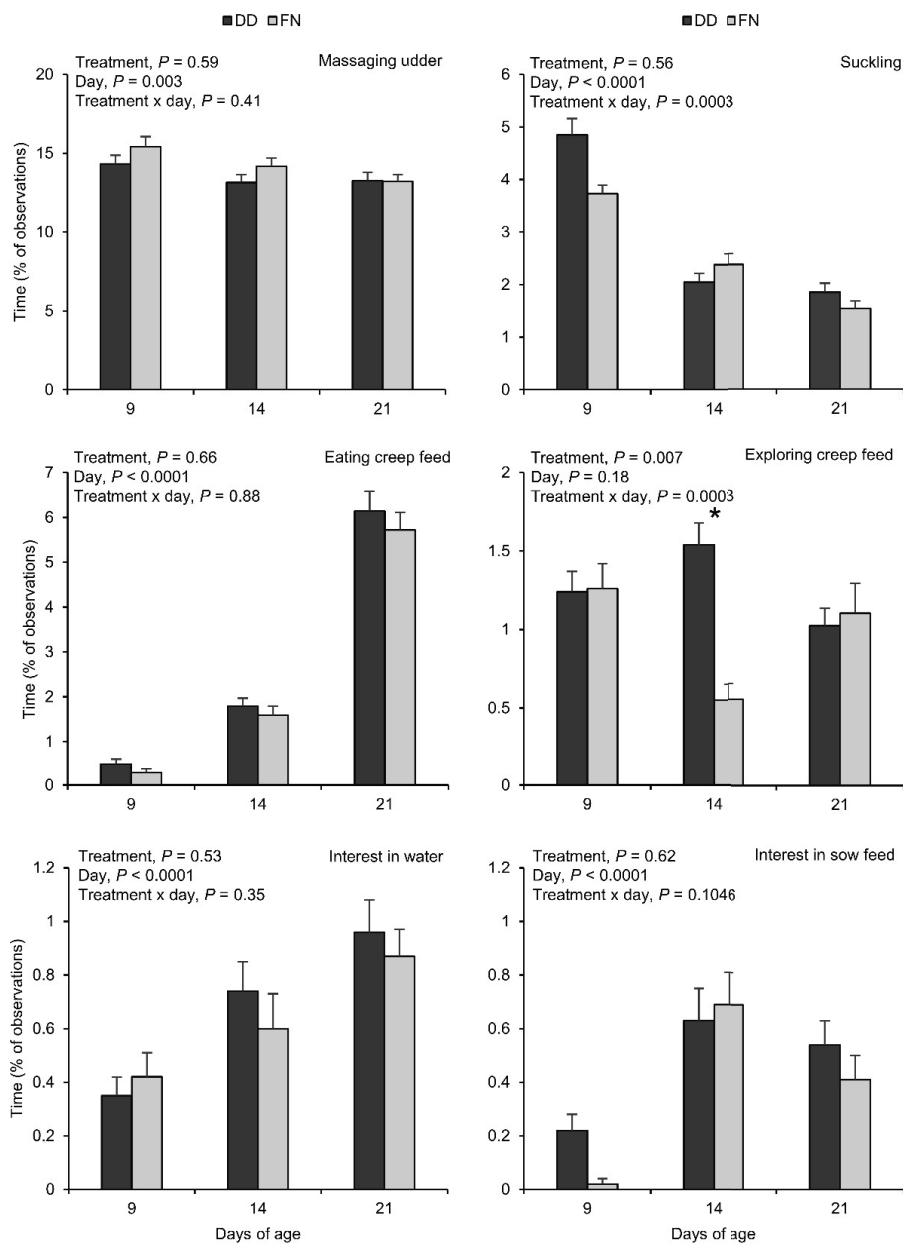 DD FN
DD FN
Treatment, P = 0.59
Day, P = 0.003
Treatment x day, P = 0.41
Massaging udder
Time (% of observations)
20
15
10
5
0
9 14 21
Treatment, P = 0.56
Day, P < 0.0001
Treatment x day, P = 0.0003
Suckling
6
5
4
3
2
1
0
9 14 21
Treatment, P = 0.66
Day, P < 0.0001
Treatment x day, P = 0.88
Eating creep feed
Time (% of observations)
7
6
5
4
3
2
1
0
9 14 21
Treatment, P = 0.007
Day, P = 0.18
Treatment x day, P = 0.0003
Exploring creep feed
*
2
1.5
1
0.5
0
9 14 21
Treatment, P = 0.53
Day, P < 0.0001
Treatment x day, P = 0.35
Interest in water
Time (% of observations)
1.2
1
0.8
0.6
0.4
0.2
0
9 14 21
Days of age
Treatment, P = 0.62
Day, P < 0.0001
Treatment x day, P = 0.1046
Interest in sow feed
1.2
1
0.8
0.6
0.4
0.2
0
9 14 21
Days of age